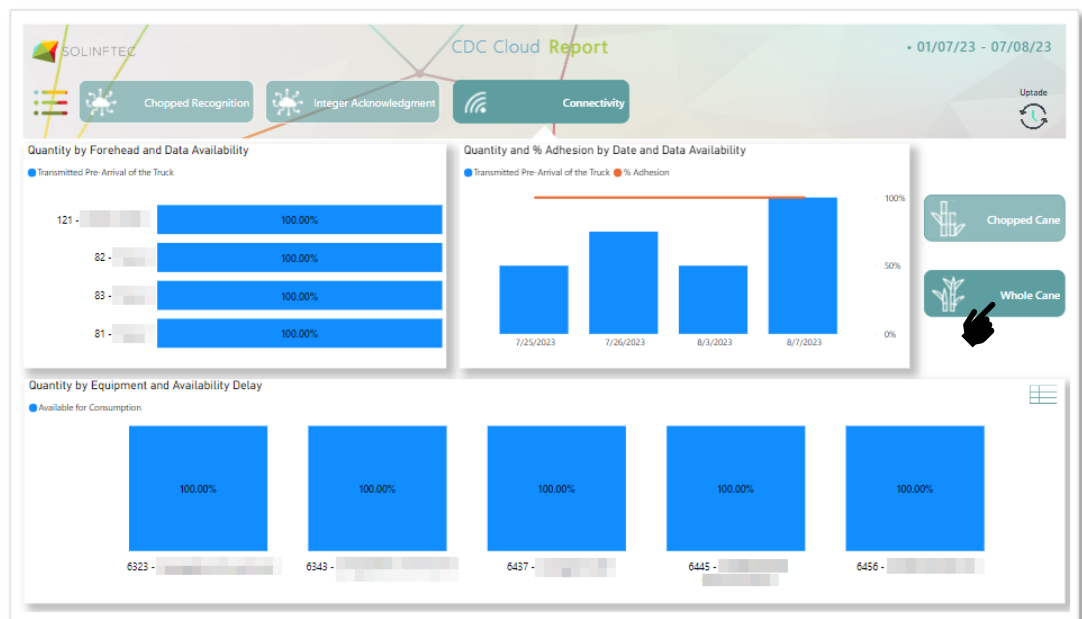 SOLINFTEC
CDC Cloud Report
• 01/07/23 - 07/08/23
Chopped Recognition
Integer Acknowledgment
Connectivity
Uptade
Quantity by Forehead and Data Availability
Transmitted Pre-Arrival of the Truck
121 -
100.00%
82 -
100.00%
83 -
100.00%
81 -
100.00%
Quantity and % Adhesion by Date and Data Availability
Transmitted Pre-Arrival of the Truck % Adhesion
100%
50%
0%
7/25/2023 7/26/2023 8/3/2023 8/7/2023
Chopped Cane
Whole Cane
Quantity by Equipment and Availability Delay
Available for Consumption
100.00% 100.00% 100.00% 100.00% 100.00%
6323 - 6343 - 6437 - 6445 - 6456 -